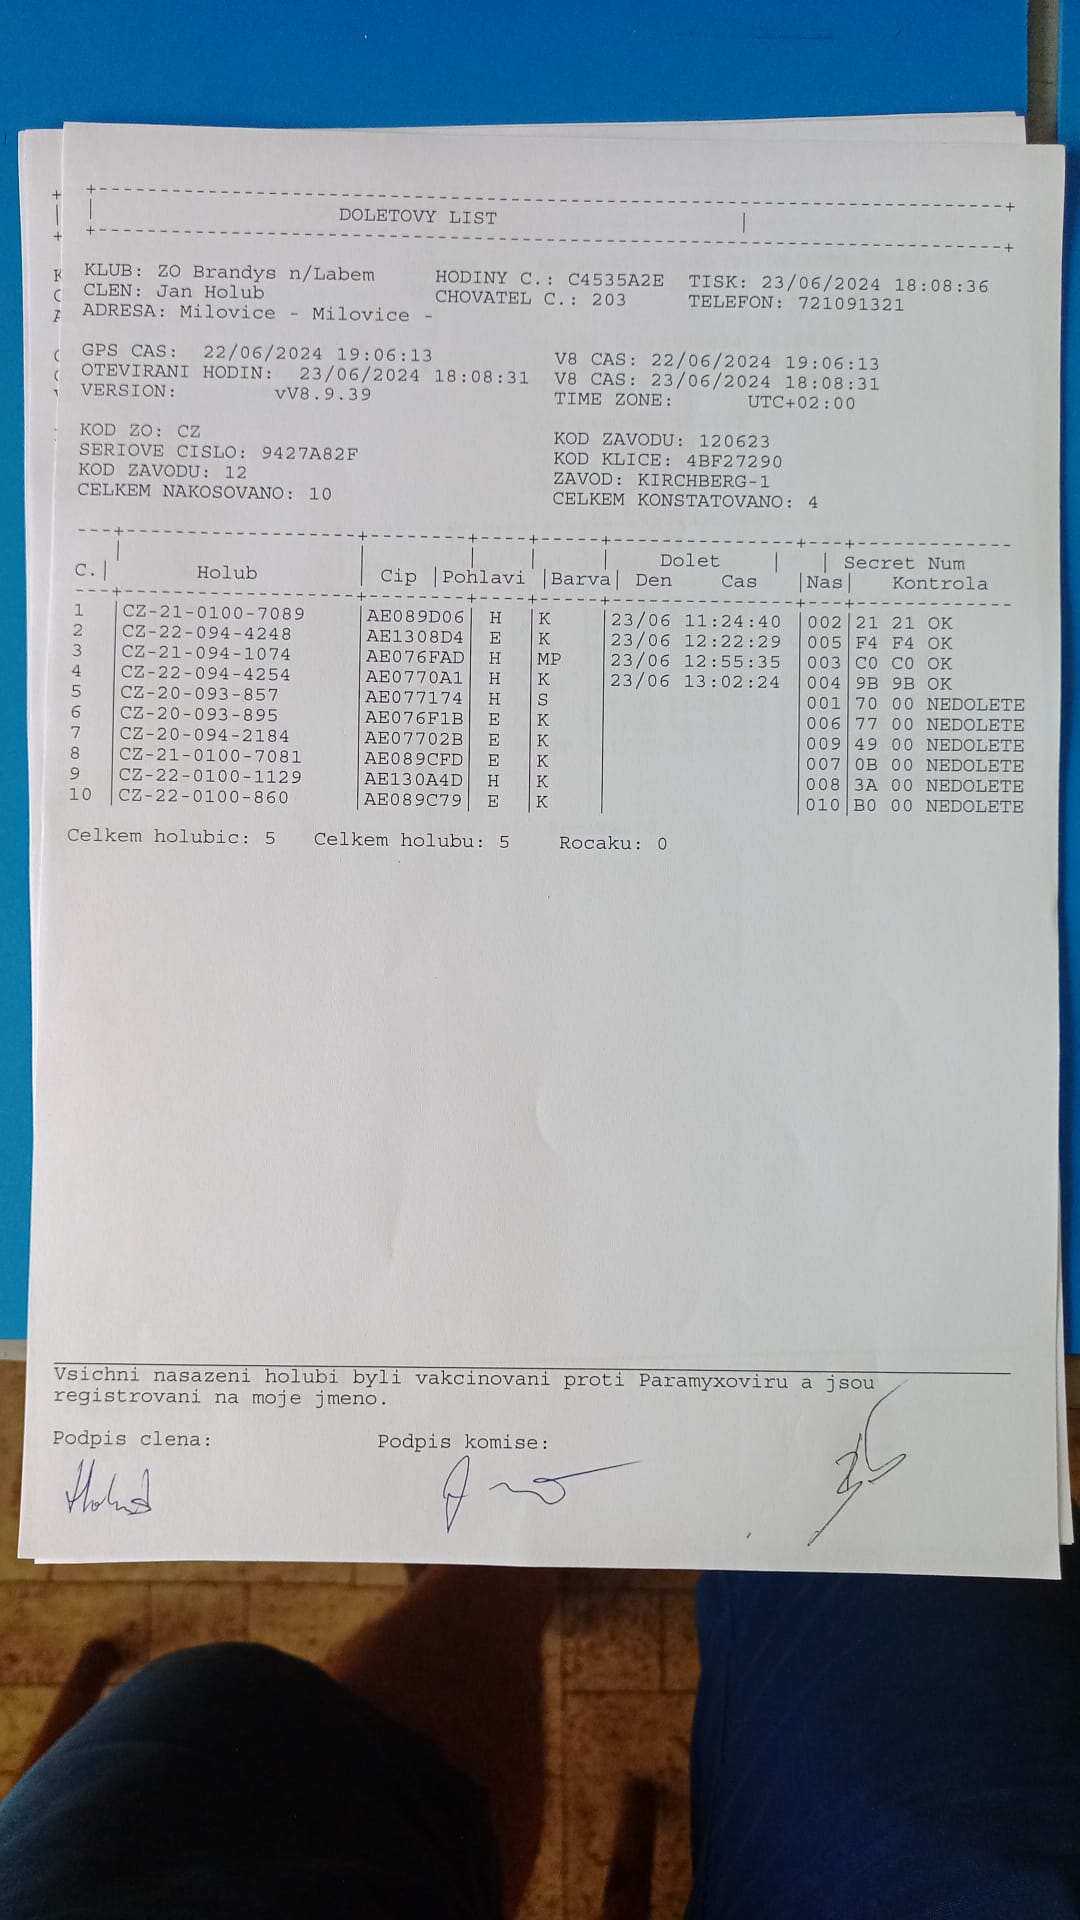 DOLETOVY LIST
KLUB: ZO Brandys n/Labem HODINY C.: C4535A2E TISK: 23/06/2024 18:08:36
CLEN: Jan Holub CHOVATEL C.: 203 TELEFON: 721091321
ADRESA: Milovice - Milovice -
GPS CAS: 22/06/2024 19:06:13 V8 CAS: 22/06/2024 19:06:13
OTEVIRANI HODIN: 23/06/2024 18:08:31 V8 CAS: 23/06/2024 18:08:31
VERSION: vV8.9.39 TIME ZONE: UTC+02:00
KOD ZO: CZ KOD ZAVODU: 120623
SERIOVE CISLO: 9427A82F KOD KLICE: 4BF27290
KOD ZAVODU: 12 ZAVOD: KIRCHBERG-1
CELKEM NAKOSOVANO: 10 CELKEM KONSTATOVANO: 4
Dolet | | Secret Num
C.| Holub | Cip |Pohlavi |Barva| Den Cas |Nas| Kontrola
1 |CZ-21-0100-7089 |AE089D06| H |K |23/06 11:24:40 |002|21 21 OK
2 |CZ-22-094-4248 |AE1308D4| E |K |23/06 12:22:29 |005|F4 F4 OK
3 |CZ-21-094-1074 |AE076FAD| H |MP |23/06 12:55:35 |003|C0 C0 OK
4 |CZ-22-094-4254 |AE0770A1| H |K |23/06 13:02:24 |004|9B 9B OK
5 |CZ-20-093-857 |AE077174| H |S | |001|70 00 NEDOLETE
6 |CZ-20-093-895 |AE076F1B| E |K | |006|77 00 NEDOLETE
7 |CZ-20-094-2184 |AE07702B| E |K | |009|49 00 NEDOLETE
8 |CZ-21-0100-7081 |AE089CFD| E |K | |007|0B 00 NEDOLETE
9 |CZ-22-0100-1129 |AE130A4D| H |K | |008|3A 00 NEDOLETE
10 |CZ-22-0100-860 |AE089C79| E |K | |010|B0 00 NEDOLETE
Celkem holubic: 5 Celkem holubu: 5 Rocaku: 0
Vsichni nasazeni holubi byli vakcinovani proti Paramyxoviru a jsou
registrovani na moje jmeno.
Podpis clena: Podpis komise:
Holub